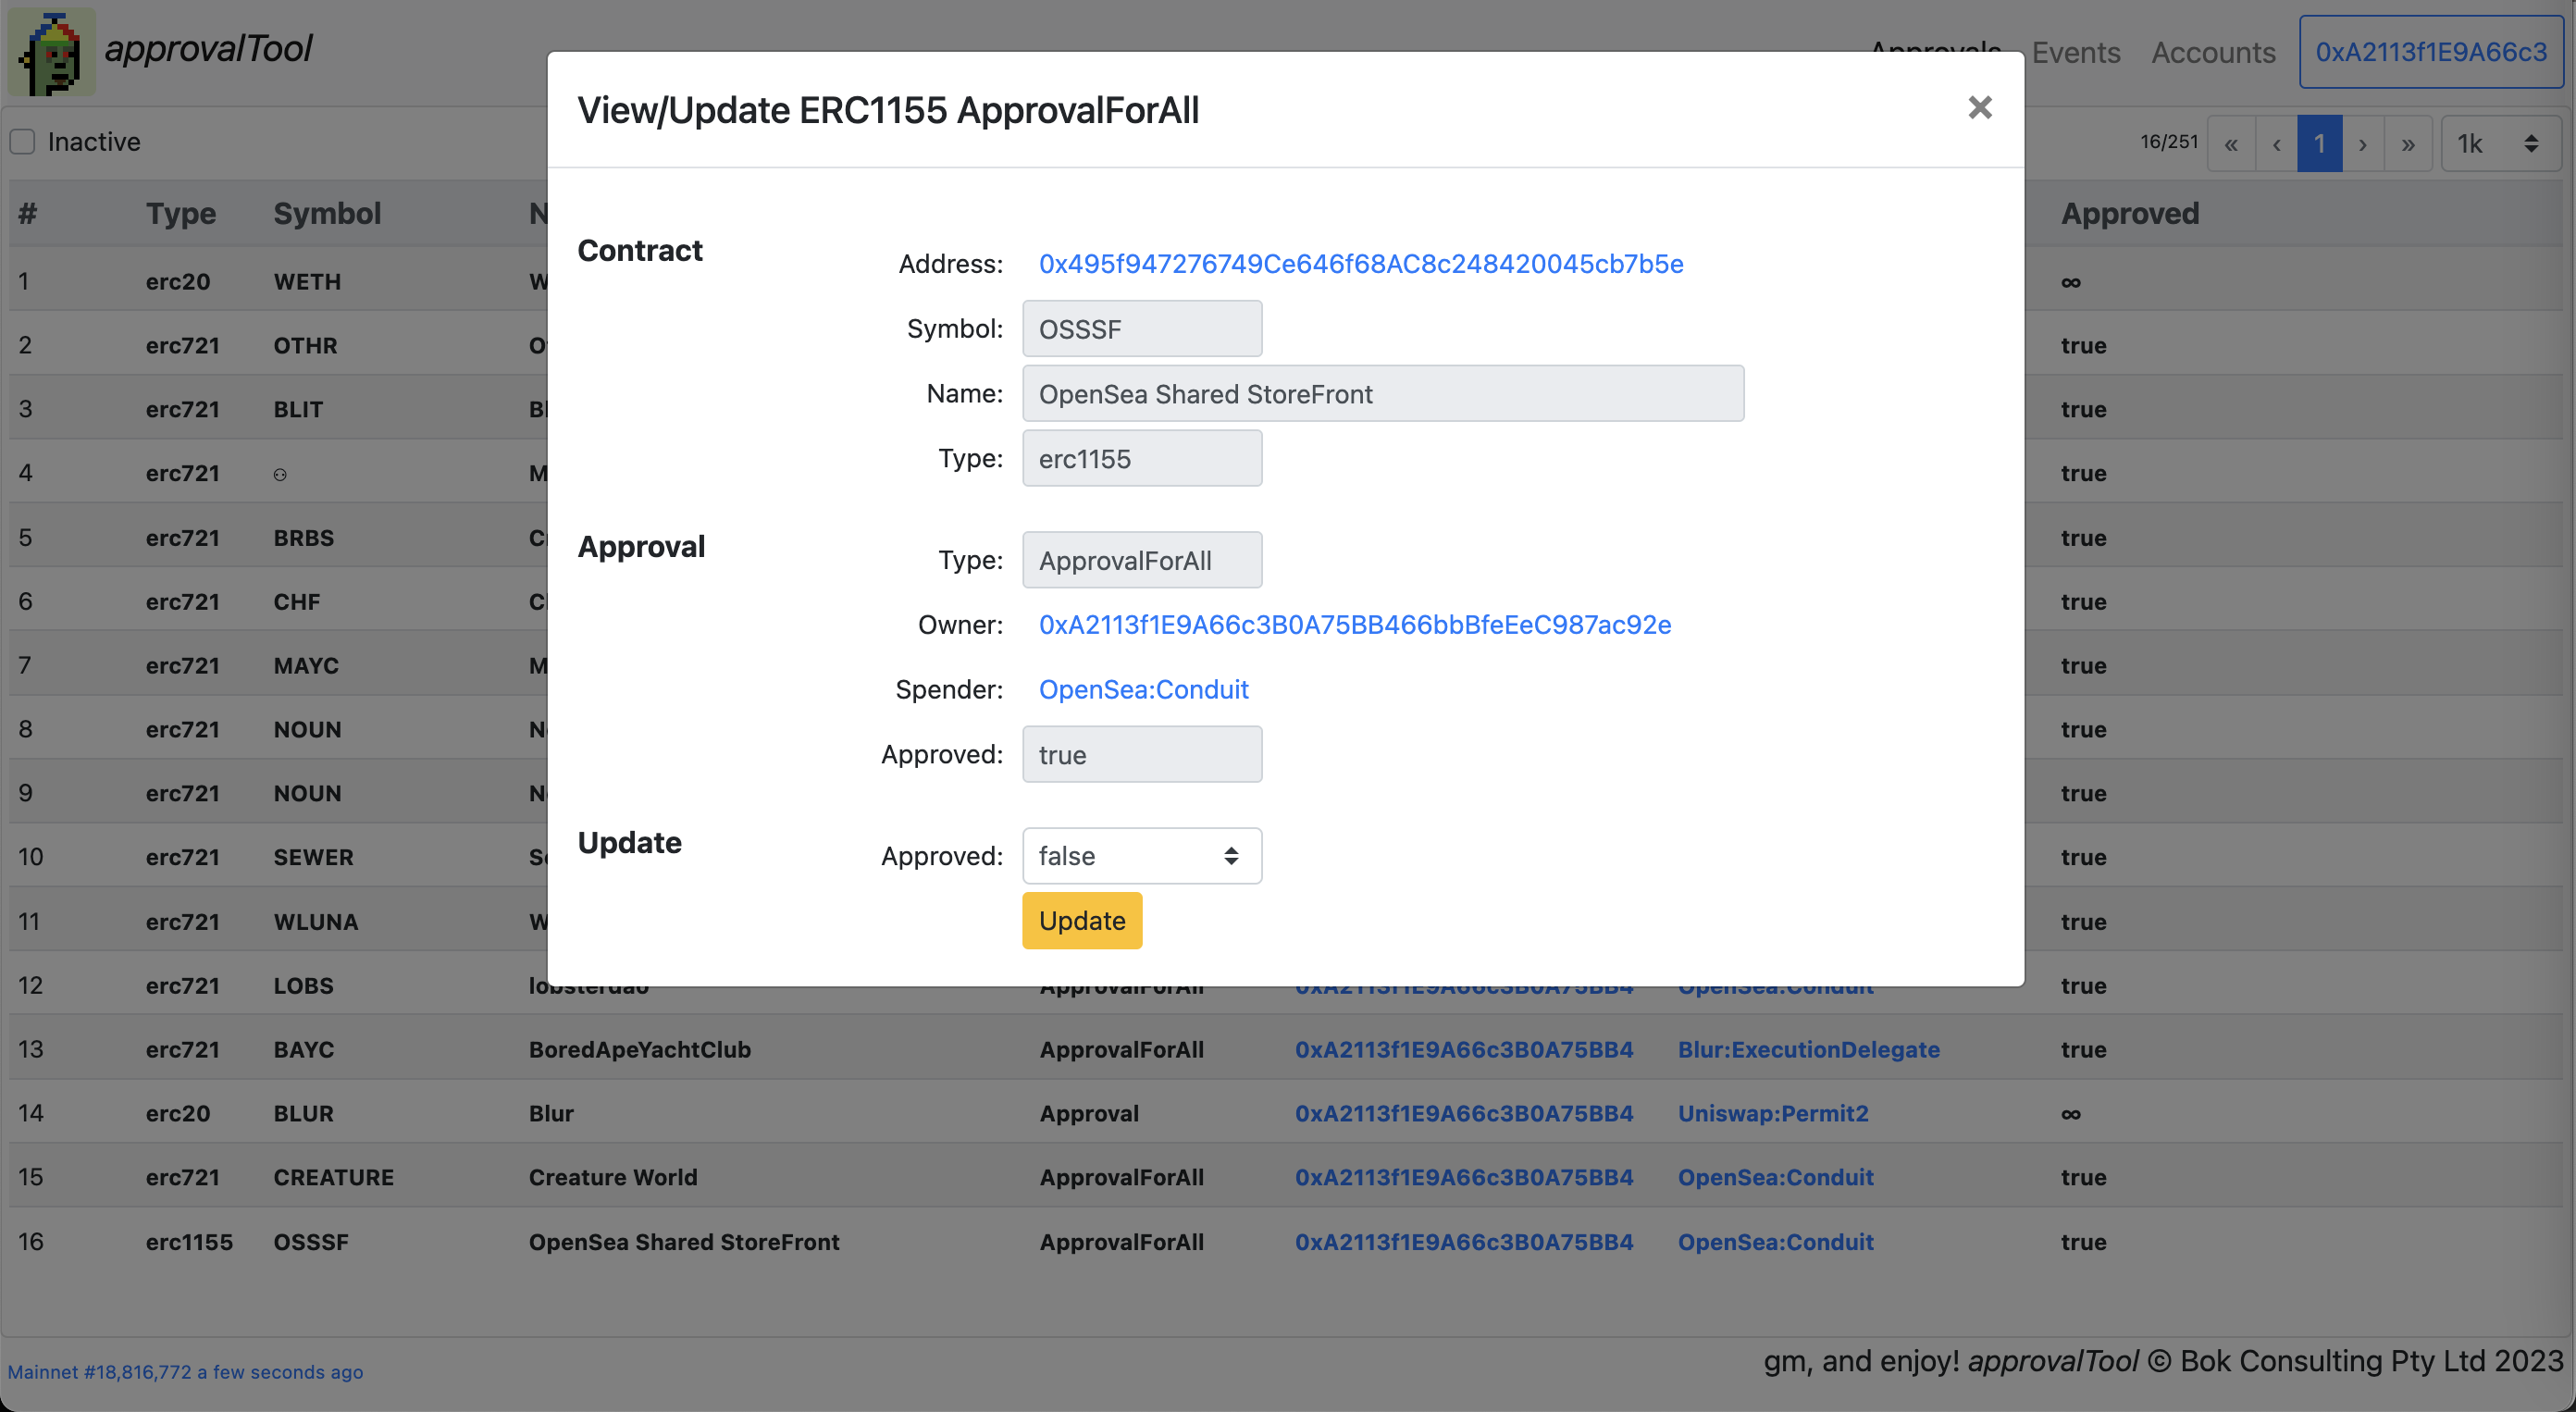 approvalTool
Events Accounts 0xA2113f1E9A66c3
View/Update ERC1155 ApprovalForAll ×
Inactive 16/251 « ‹ 1 › » 1k
# Type Symbol Approved
Contract Address: 0x495f947276749Ce646f68AC8c248420045cb7b5e
Symbol: OSSSF
Name: OpenSea Shared StoreFront
Type: erc1155
Approval Type: ApprovalForAll
Owner: 0xA2113f1E9A66c3B0A75BB466bbBfeEeC987ac92e
Spender: OpenSea:Conduit
Approved: true
Update Approved: false
Update
1 erc20 WETH ∞
2 erc721 OTHR true
3 erc721 BLIT true
4 erc721 ⚇ true
5 erc721 BRBS true
6 erc721 CHF true
7 erc721 MAYC true
8 erc721 NOUN true
9 erc721 NOUN true
10 erc721 SEWER true
11 erc721 WLUNA true
12 erc721 LOBS lobsterdao ApprovalForAll 0xA2113f1E9A66c3B0A75BB4 OpenSea:Conduit true
13 erc721 BAYC BoredApeYachtClub ApprovalForAll 0xA2113f1E9A66c3B0A75BB4 Blur:ExecutionDelegate true
14 erc20 BLUR Blur Approval 0xA2113f1E9A66c3B0A75BB4 Uniswap:Permit2 ∞
15 erc721 CREATURE Creature World ApprovalForAll 0xA2113f1E9A66c3B0A75BB4 OpenSea:Conduit true
16 erc1155 OSSSF OpenSea Shared StoreFront ApprovalForAll 0xA2113f1E9A66c3B0A75BB4 OpenSea:Conduit true
Mainnet #18,816,772 a few seconds ago
gm, and enjoy! approvalTool © Bok Consulting Pty Ltd 2023